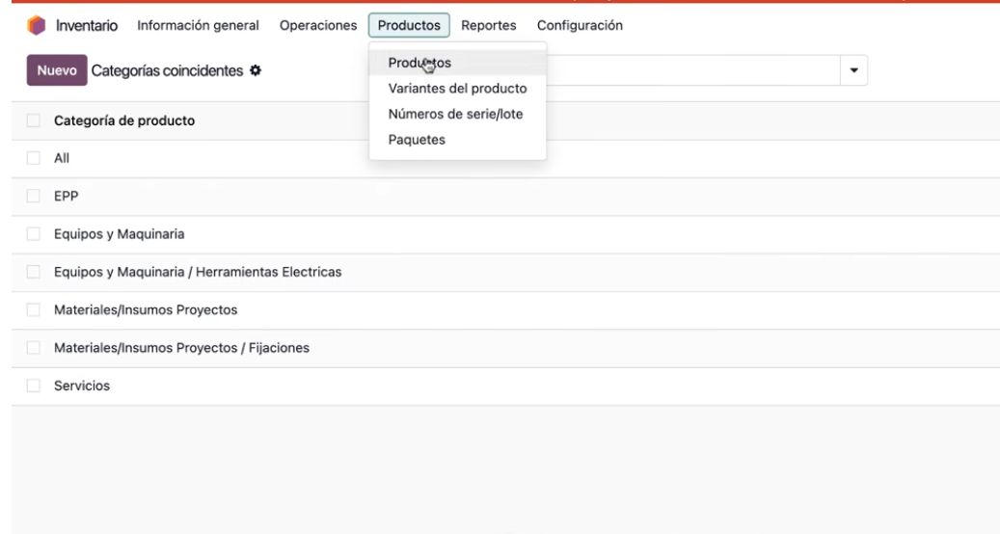 Inventario Información general Operaciones Productos Reportes Configuración
Nuevo Categorías coincidentes
Productos
Variantes del producto
Números de serie/lote
Paquetes
Categoría de producto
All
EPP
Equipos y Maquinaria
Equipos y Maquinaria / Herramientas Electricas
Materiales/Insumos Proyectos
Materiales/Insumos Proyectos / Fijaciones
Servicios